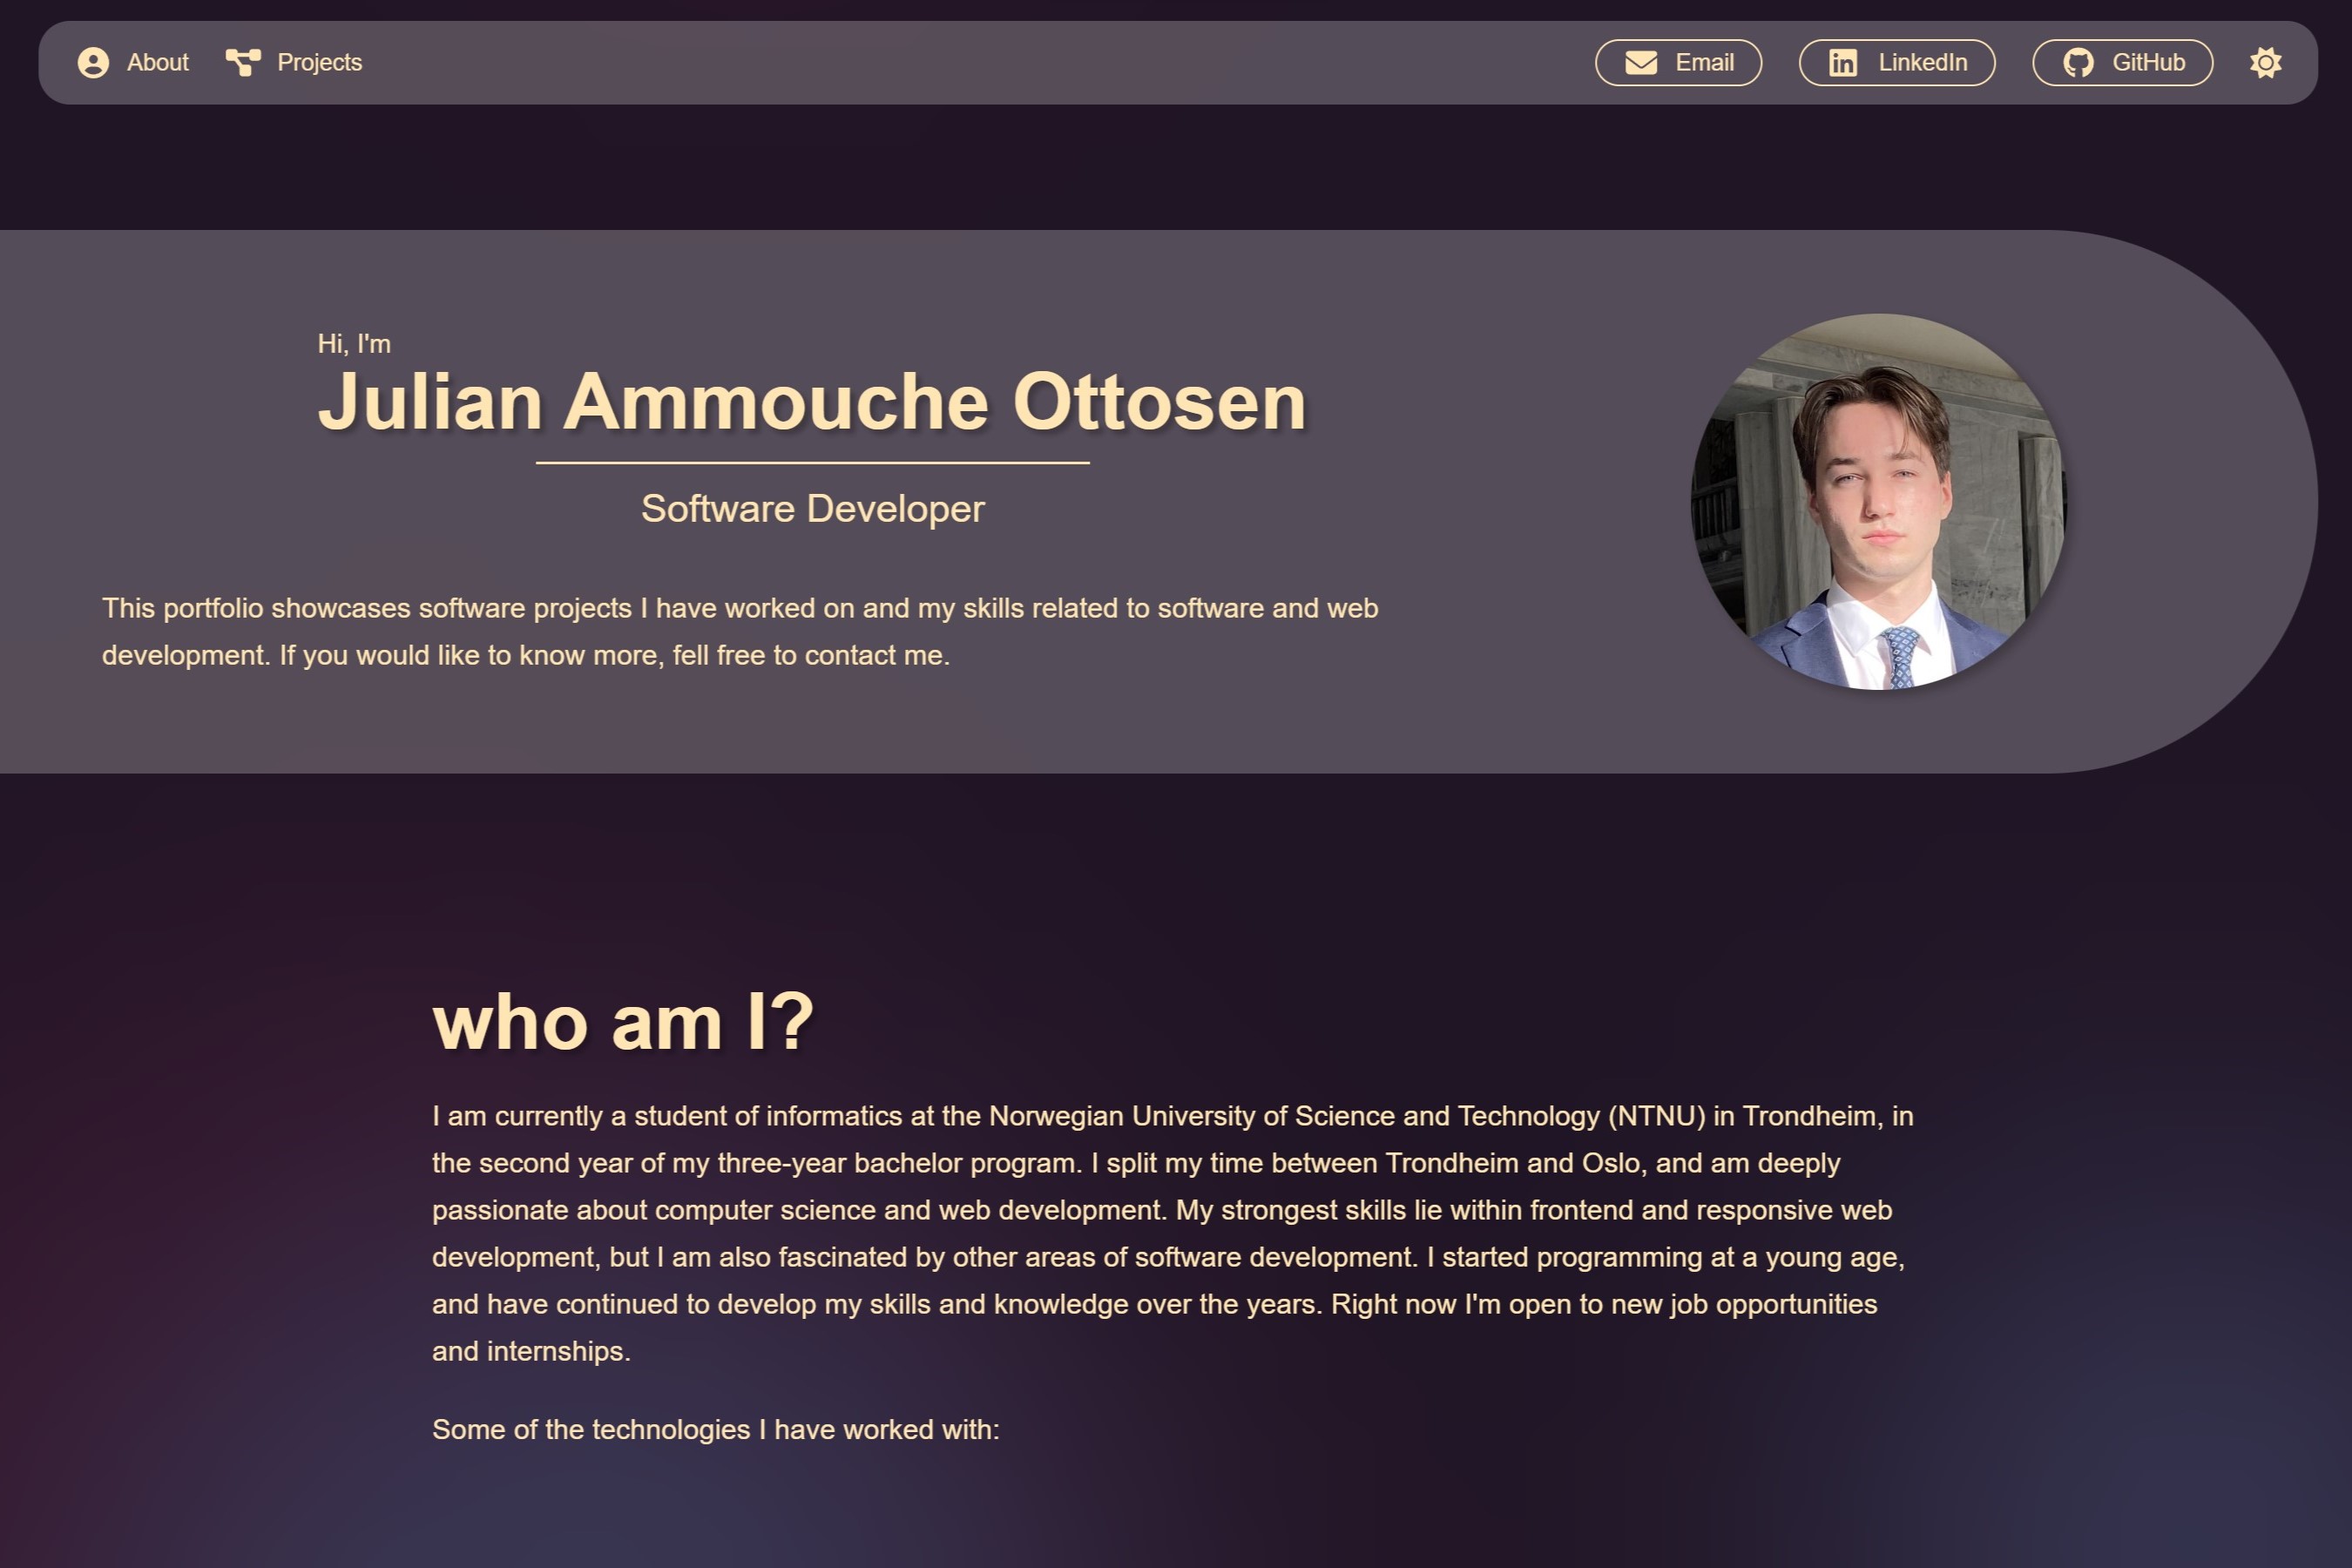 About
Projects
Email
LinkedIn
GitHub
Hi, I'm
Julian Ammouche Ottosen
Software Developer
This portfolio showcases software projects I have worked on and my skills related to software and web
development. If you would like to know more, fell free to contact me.
who am I?
I am currently a student of informatics at the Norwegian University of Science and Technology (NTNU) in Trondheim, in
the second year of my three-year bachelor program. I split my time between Trondheim and Oslo, and am deeply
passionate about computer science and web development. My strongest skills lie within frontend and responsive web
development, but I am also fascinated by other areas of software development. I started programming at a young age,
and have continued to develop my skills and knowledge over the years. Right now I'm open to new job opportunities
and internships.
Some of the technologies I have worked with: